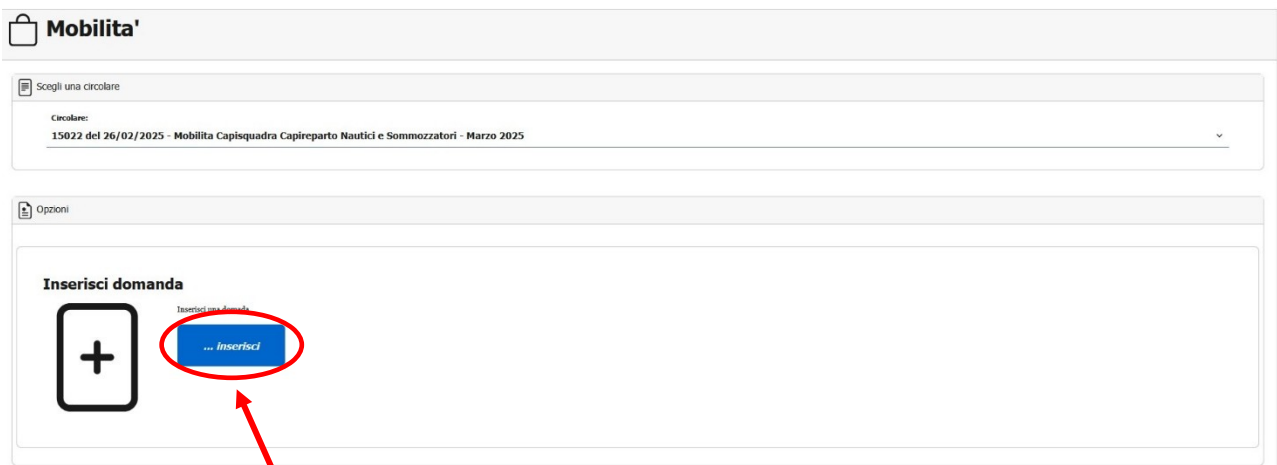 Mobilita'
Scegli una circolare
Circolare:
15022 del 26/02/2025 - Mobilita Capisquadra Capireparto Nautici e Sommozzatori - Marzo 2025
Opzioni
Inserisci domanda
Inserisci una domada
... inserisci